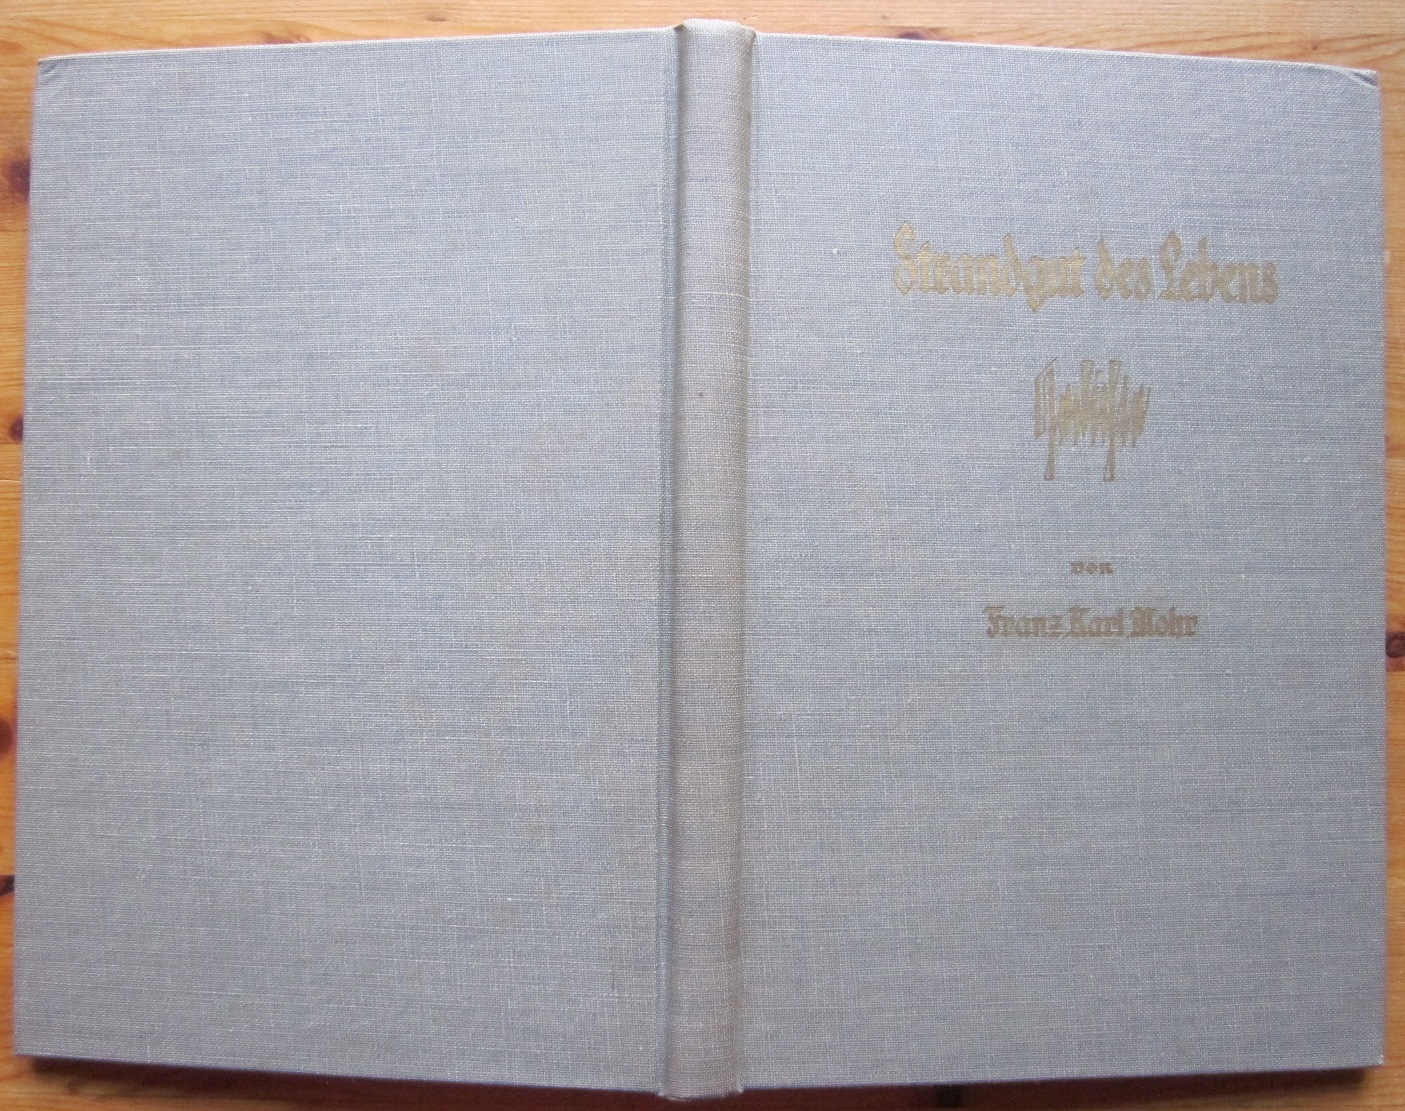 Strandgut des Lebens
von
Franz Karl Mohr